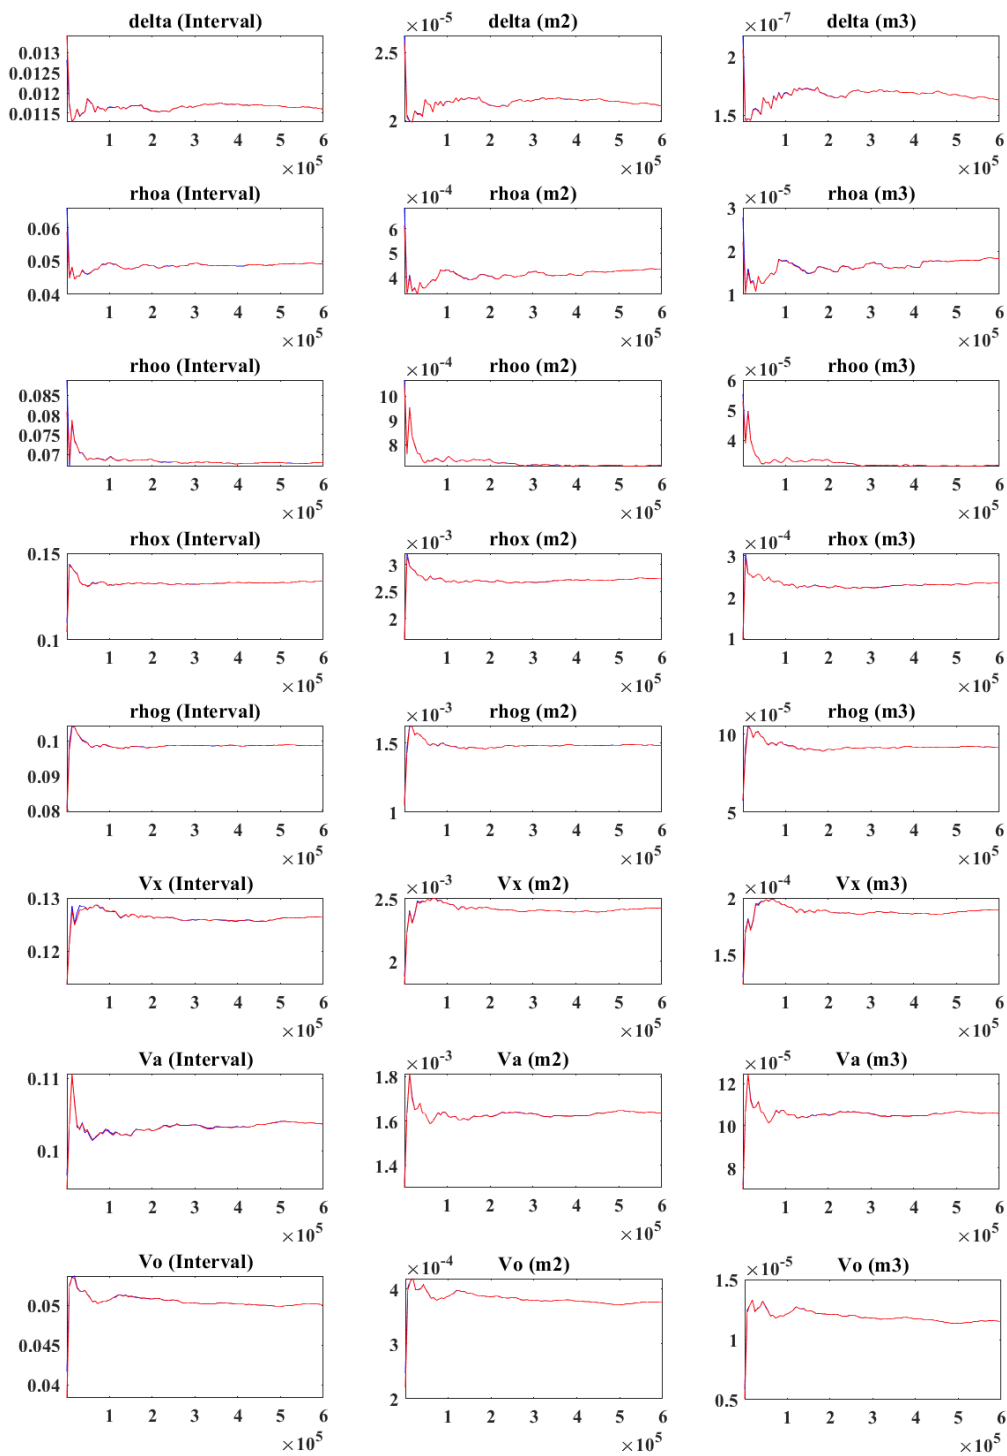 delta (Interval)
0.013
0.0125
0.012
0.0115
1 2 3 4 5 6
×10^5
delta (m2)
×10^-5
2.5
2
1 2 3 4 5 6
×10^5
delta (m3)
×10^-7
2
1.5
1 2 3 4 5 6
×10^5
rhoa (Interval)
0.06
0.05
0.04
1 2 3 4 5 6
×10^5
rhoa (m2)
×10^-4
6
5
4
1 2 3 4 5 6
×10^5
rhoa (m3)
×10^-5
3
2
1
1 2 3 4 5 6
×10^5
rhoo (Interval)
0.085
0.08
0.075
0.07
1 2 3 4 5 6
×10^5
rhoo (m2)
×10^-4
10
8
1 2 3 4 5 6
×10^5
rhoo (m3)
×10^-5
6
5
4
1 2 3 4 5 6
×10^5
rhox (Interval)
0.15
0.1
1 2 3 4 5 6
×10^5
rhox (m2)
×10^-3
3
2.5
2
1 2 3 4 5 6
×10^5
rhox (m3)
×10^-4
3
2
1
1 2 3 4 5 6
×10^5
rhog (Interval)
0.1
0.09
0.08
1 2 3 4 5 6
×10^5
rhog (m2)
×10^-3
1.5
1
1 2 3 4 5 6
×10^5
rhog (m3)
×10^-5
10
5
1 2 3 4 5 6
×10^5
Vx (Interval)
0.13
0.12
1 2 3 4 5 6
×10^5
Vx (m2)
×10^-3
2.5
2
1 2 3 4 5 6
×10^5
Vx (m3)
×10^-4
2
1.5
1 2 3 4 5 6
×10^5
Va (Interval)
0.11
0.1
1 2 3 4 5 6
×10^5
Va (m2)
×10^-3
1.8
1.6
1.4
1 2 3 4 5 6
×10^5
Va (m3)
×10^-5
12
10
8
1 2 3 4 5 6
×10^5
Vo (Interval)
0.05
0.045
0.04
1 2 3 4 5 6
×10^5
Vo (m2)
×10^-4
4
3
2
1 2 3 4 5 6
×10^5
Vo (m3)
×10^-5
1.5
1
0.5
1 2 3 4 5 6
×10^5